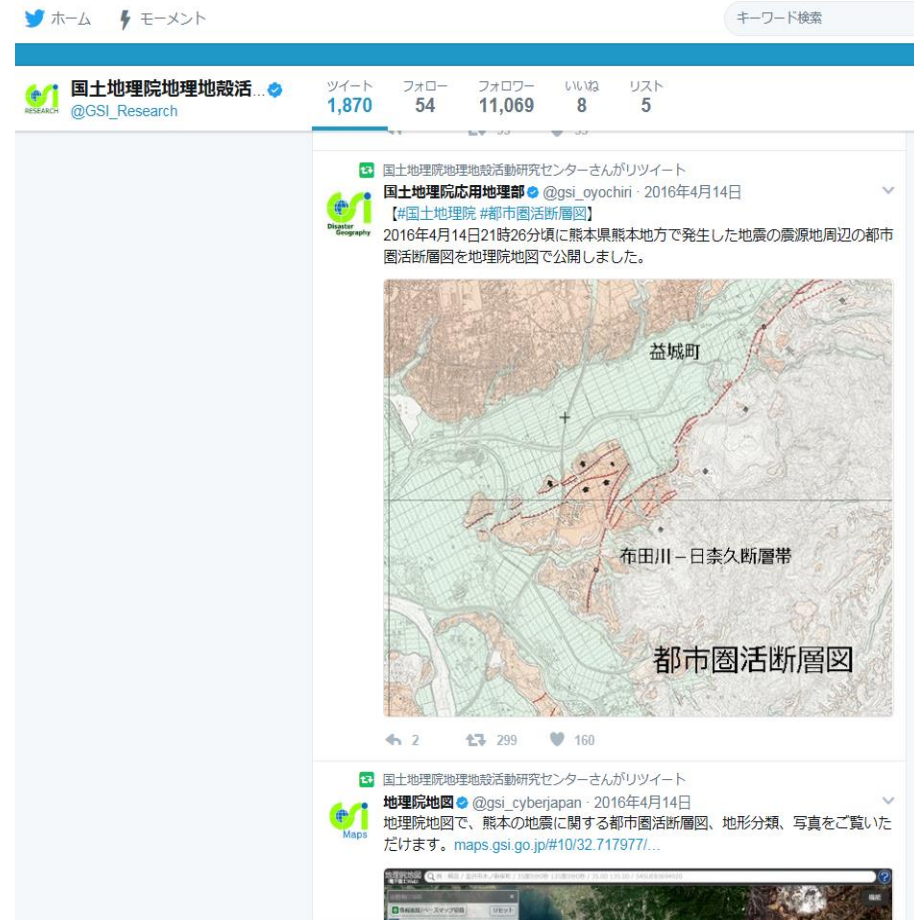 ホーム モーメント キーワード検索
国土地理院地理地殻活...
@GSI_Research
RESEARCH
ツイート フォロー フォロワー いいね リスト
1,870 54 11,069 8 5
国土地理院地理地殻活動研究センターさんがリツイート
国土地理院応用地理部 @gsi_oyochiri · 2016年4月14日
Disaster Geography
【#国土地理院 #都市圏活断層図】
2016年4月14日21時26分頃に熊本県熊本地方で発生した地震の震源地周辺の都市
圏活断層図を地理院地図で公開しました。
益城町
布田川－日奈久断層帯
都市圏活断層図
2 299 160
国土地理院地理地殻活動研究センターさんがリツイート
地理院地図 @gsi_cyberjapan · 2016年4月14日
Maps
地理院地図で、熊本の地震に関する都市圏活断層図、地形分類、写真をご覧いた
だけます。maps.gsi.go.jp/#10/32.717977/...
地理院地図
リセット
機能